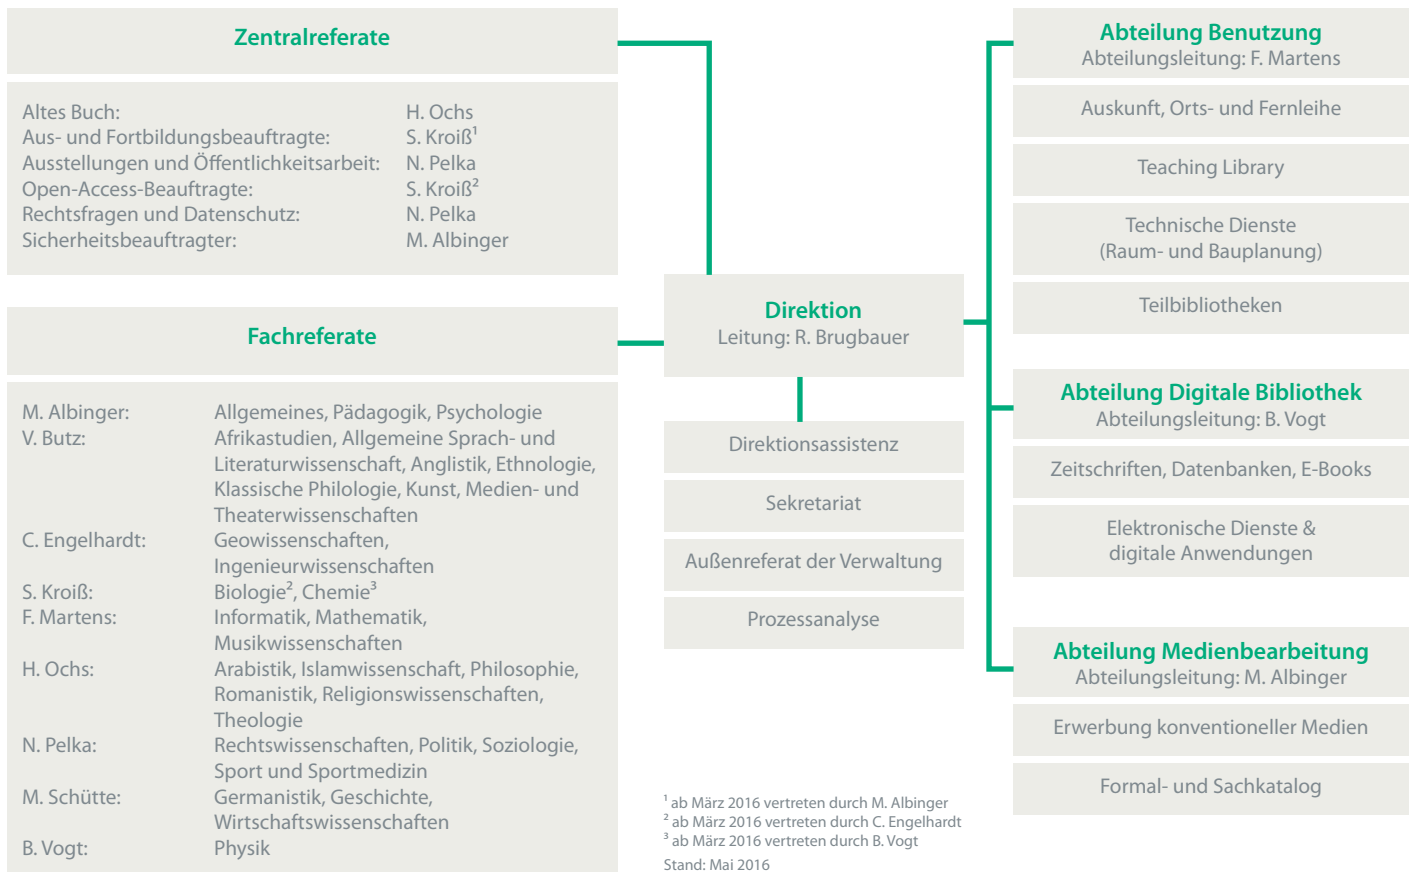 Zentralreferate
Altes Buch: H. Ochs
Aus- und Fortbildungsbeauftragte: S. Kroiß¹
Ausstellungen und Öffentlichkeitsarbeit: N. Pelka
Open-Access-Beauftragte: S. Kroiß²
Rechtsfragen und Datenschutz: N. Pelka
Sicherheitsbeauftragter: M. Albinger
Fachreferate
M. Albinger: Allgemeines, Pädagogik, Psychologie
V. Butz: Afrikastudien, Allgemeine Sprach- und
Literaturwissenschaft, Anglistik, Ethnologie,
Klassische Philologie, Kunst, Medien- und
Theaterwissenschaften
C. Engelhardt: Geowissenschaften,
Ingenieurwissenschaften
S. Kroiß: Biologie², Chemie³
F. Martens: Informatik, Mathematik,
Musikwissenschaften
H. Ochs: Arabistik, Islamwissenschaft, Philosophie,
Romanistik, Religionswissenschaften,
Theologie
N. Pelka: Rechtswissenschaften, Politik, Soziologie,
Sport und Sportmedizin
M. Schütte: Germanistik, Geschichte,
Wirtschaftswissenschaften
B. Vogt: Physik
Direktion
Leitung: R. Brugbauer
Direktionsassistenz
Sekretariat
Außenreferat der Verwaltung
Prozessanalyse
¹ ab März 2016 vertreten durch M. Albinger
² ab März 2016 vertreten durch C. Engelhardt
³ ab März 2016 vertreten durch B. Vogt
Stand: Mai 2016
Abteilung Benutzung
Abteilungsleitung: F. Martens
Auskunft, Orts- und Fernleihe
Teaching Library
Technische Dienste
(Raum- und Bauplanung)
Teilbibliotheken
Abteilung Digitale Bibliothek
Abteilungsleitung: B. Vogt
Zeitschriften, Datenbanken, E-Books
Elektronische Dienste &
digitale Anwendungen
Abteilung Medienbearbeitung
Abteilungsleitung: M. Albinger
Erwerbung konventioneller Medien
Formal- und Sachkatalog